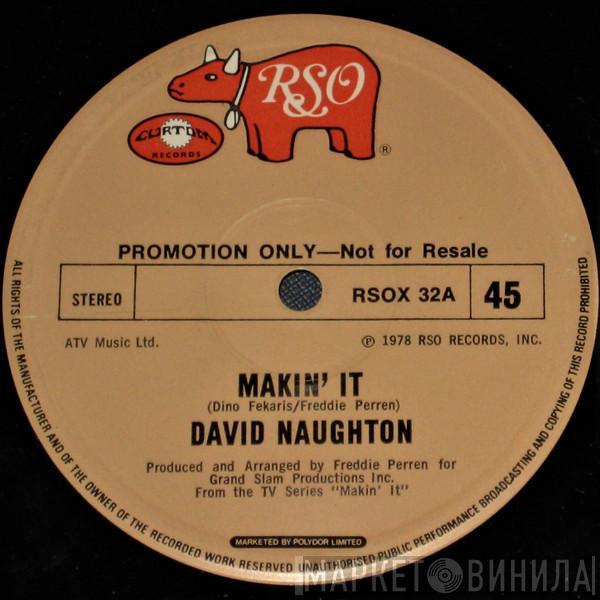 RSO
CURTOM
RECORDS
®
PROMOTION ONLY—Not for Resale
STEREO
RSOX 32A
45
ATV Music Ltd.
℗ 1978 RSO RECORDS, INC.
MAKIN' IT
(Dino Fekaris/Freddie Perren)
DAVID NAUGHTON
Produced and Arranged by Freddie Perren for
Grand Slam Productions Inc.
From the TV Series "Makin' It"
MARKETED BY POLYDOR LIMITED
ALL RIGHTS OF THE MANUFACTURER AND OF THE OWNER OF THE RECORDED WORK RESERVED UNAUTHORISED PUBLIC PERFORMANCE BROADCASTING AND COPYING OF THIS RECORD PROHIBITED
МАРКЕТ ВИНИЛА